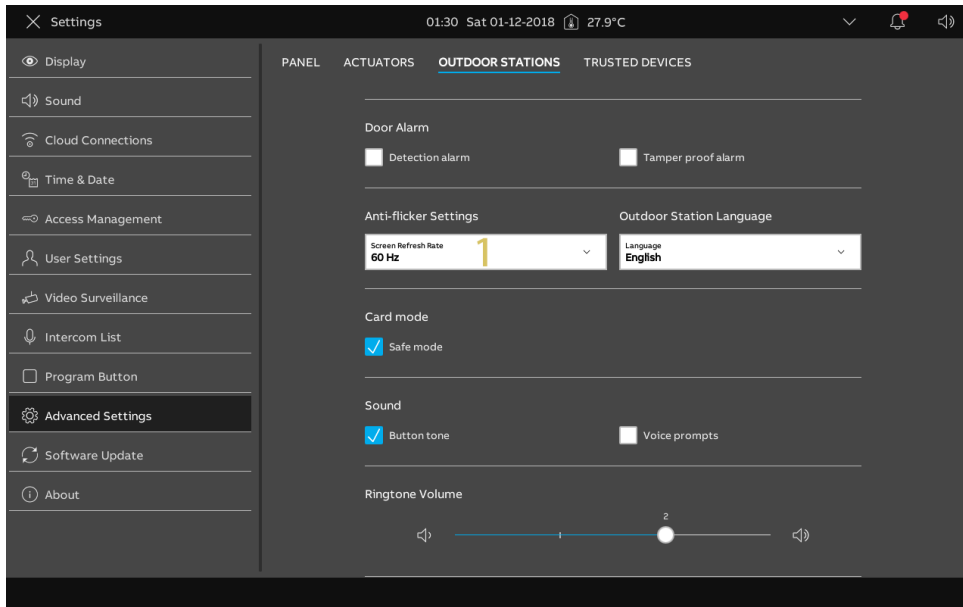 Settings
01:30 Sat 01-12-2018 27.9°C
Display
Sound
Cloud Connections
Time & Date
Access Management
User Settings
Video Surveillance
Intercom List
Program Button
Advanced Settings
Software Update
About
PANEL ACTUATORS OUTDOOR STATIONS TRUSTED DEVICES
Door Alarm
Detection alarm Tamper proof alarm
Anti-flicker Settings Outdoor Station Language
Screen Refresh Rate
60 Hz
1
Language
English
Card mode
Safe mode
Sound
Button tone Voice prompts
Ringtone Volume
2